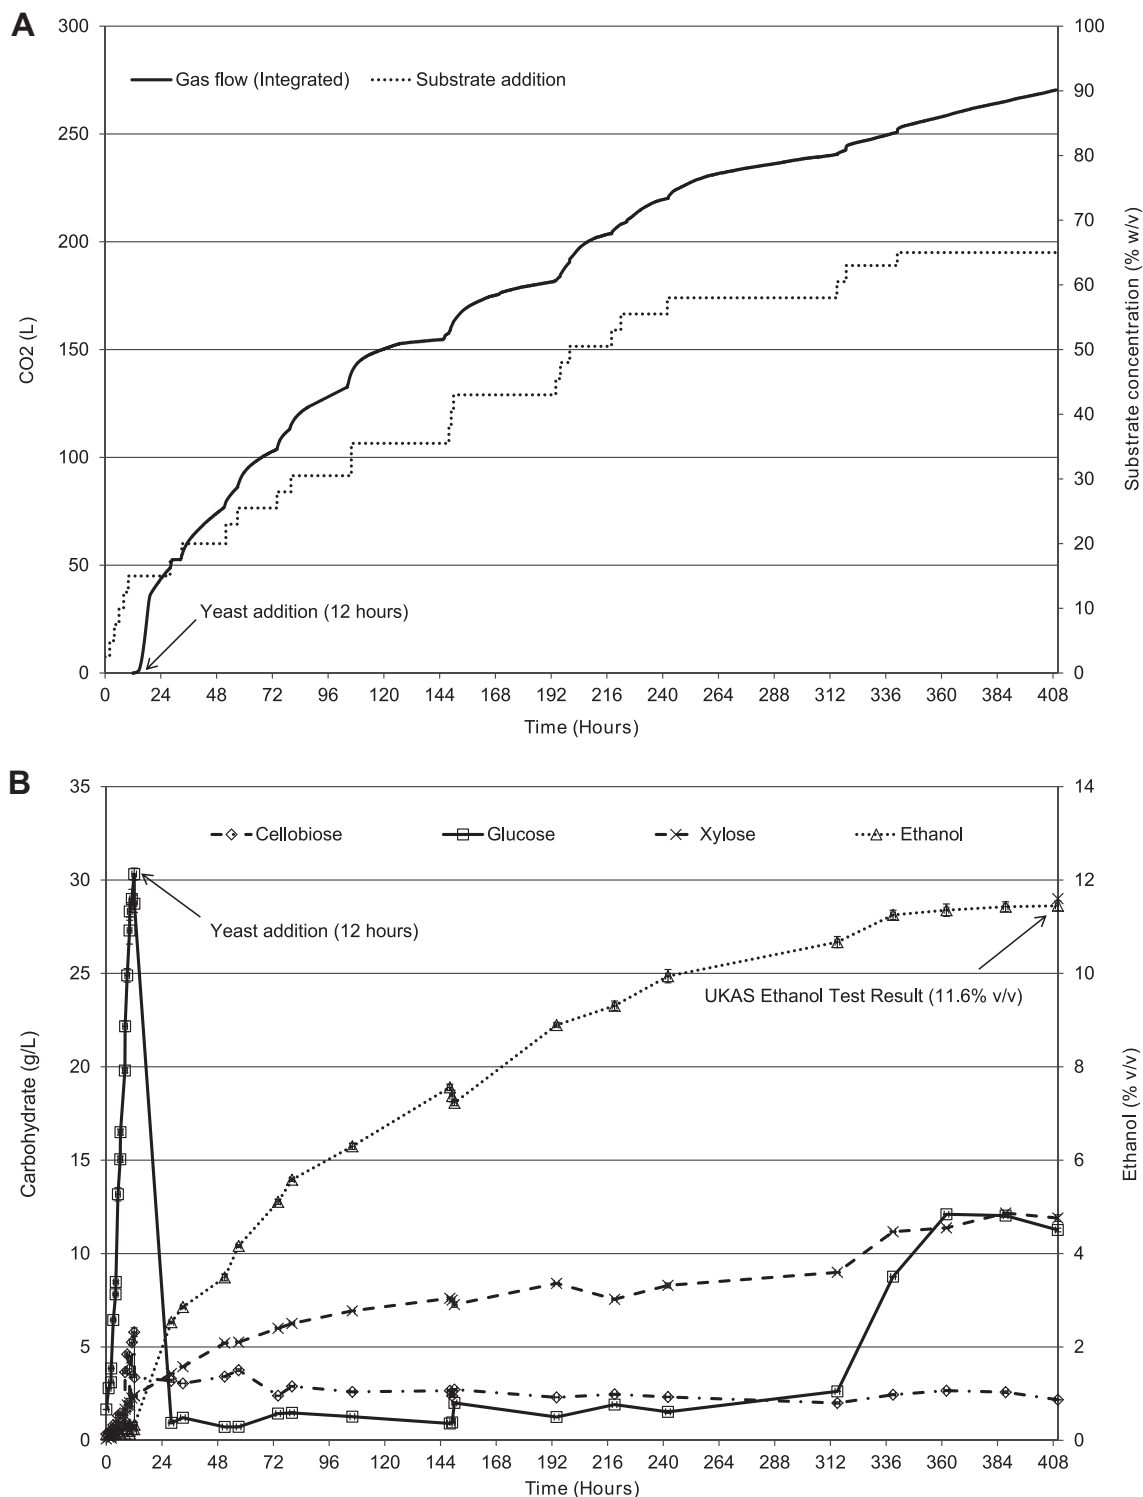 A
300
250
200
150
100
50
0
CO2 (L)
100
90
80
70
60
50
40
30
20
10
0
Substrate concentration (% w/v)
Gas flow (Integrated)
Substrate addition
Yeast addition (12 hours)
0 24 48 72 96 120 144 168 192 216 240 264 288 312 336 360 384 408
Time (Hours)
B
35
30
25
20
15
10
5
0
Carbohydrate (g/L)
14
12
10
8
6
4
2
0
Ethanol (% v/v)
Cellobiose Glucose Xylose Ethanol
Yeast addition (12 hours)
UKAS Ethanol Test Result (11.6% v/v)
0 24 48 72 96 120 144 168 192 216 240 264 288 312 336 360 384 408
Time (Hours)